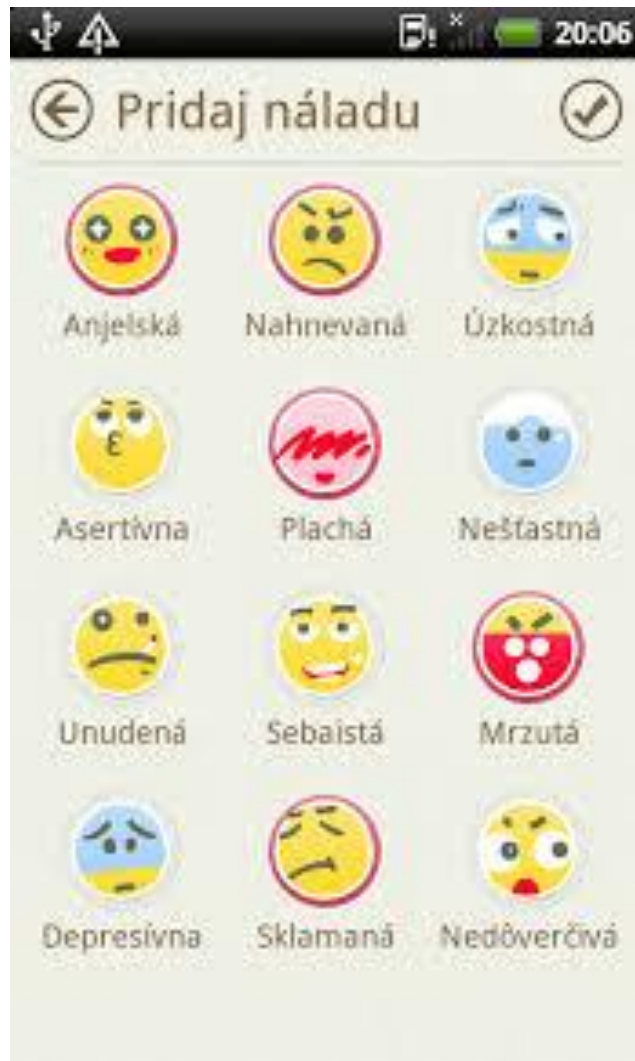 20:06
Pridaj náladu
Anjelská Nahnevaná Úzkostná
Asertívna Plachá Nešťastná
Unudená Sebaistá Mrzutá
Depresívna Sklamaná Nedôverčivá